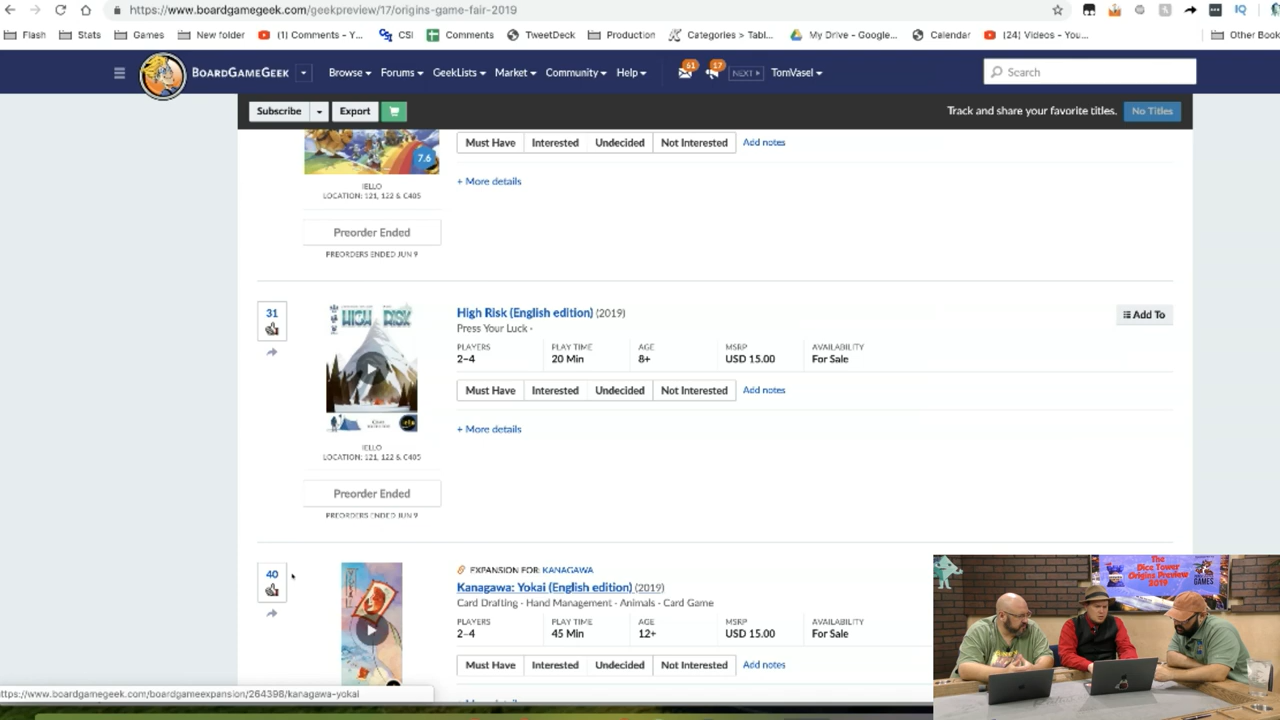 https://www.boardgamegeek.com/geekpreview/17/origins-game-fair-2019
Flash Stats Games New folder (1) Comments - Y... CSI Comments TweetDeck Production Categories > Tabl... My Drive - Google... Calendar (24) Videos - You... Other Book
BOARDGAMEGEEK Browse Forums GeekLists Market Community Help 61 17 NEXT TomVasel Search
Subscribe Export Track and share your favorite titles. No Titles
7.6
Must Have Interested Undecided Not Interested Add notes
+ More details
IELLO
LOCATION: 121, 122 & C405
Preorder Ended
PREORDERS ENDED JUN 9
31
HIGH RISK
High Risk (English edition) (2019)
Add To
Press Your Luck -
PLAYERS PLAY TIME AGE MSRP AVAILABILITY
2–4 20 Min 8+ USD 15.00 For Sale
Must Have Interested Undecided Not Interested Add notes
+ More details
IELLO
LOCATION: 121, 122 & C405
Preorder Ended
PREORDERS ENDED JUN 9
40
EXPANSION FOR: KANAGAWA
Kanagawa: Yokai (English edition) (2019)
Card Drafting - Hand Management - Animals - Card Game
PLAYERS PLAY TIME AGE MSRP AVAILABILITY
2–4 45 Min 12+ USD 15.00 For Sale
Must Have Interested Undecided Not Interested Add notes
ttps://www.boardgamegeek.com/boardgameexpansion/264398/kanagawa-yokai
The
Dice Tower
Origins Preview
2019
GAMES